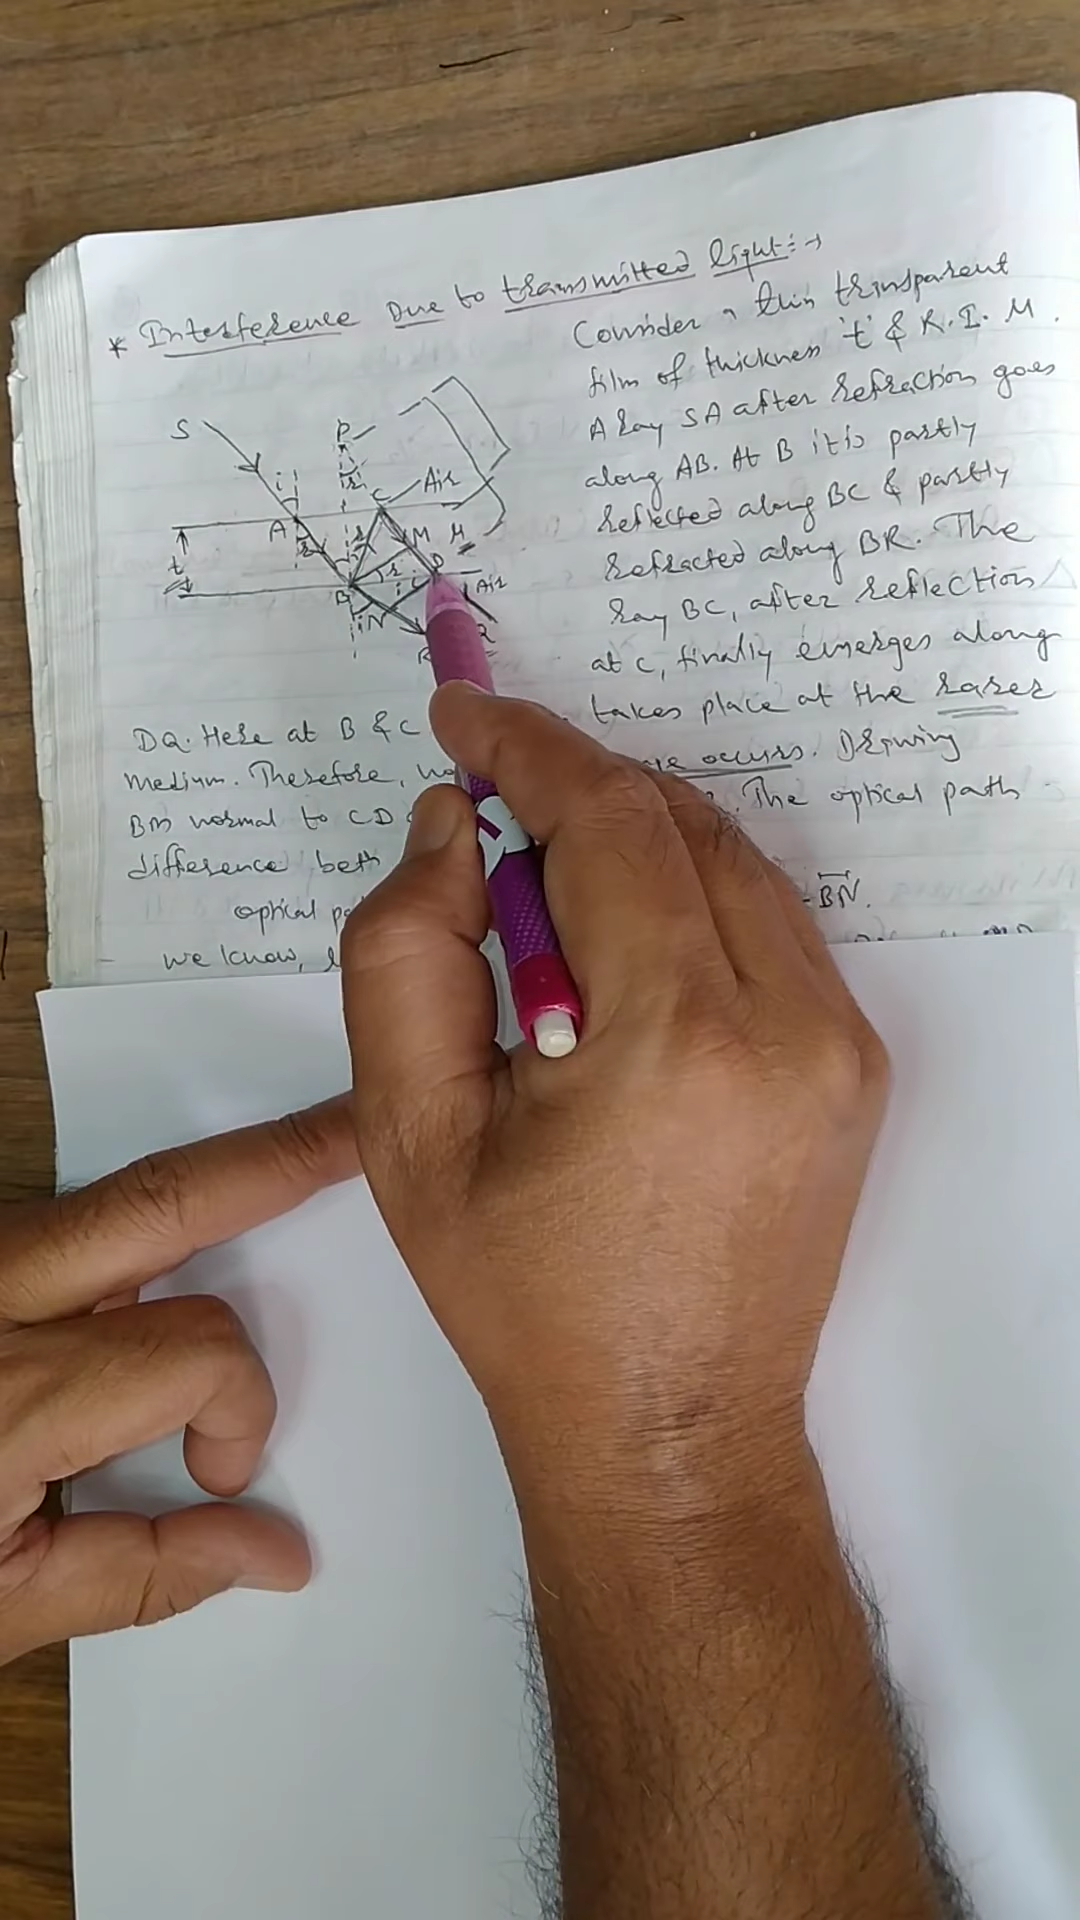 * Interference Due to transmitted light :→
Consider a thin transparent
film of thickness 't' & R.I. μ.
A ray SA after refraction goes
along AB. At B it is partly
reflected along BC & partly
refracted along BR. The
ray BC, after reflection
at C, finally emerges along
DQ. Here at B & C takes place at the rarer
medium. Therefore, occurs. Drawing
BM normal to CD The optical path
difference beth
optical
- BN.
we know,
S
P
i
r
C
Air
A
r
r
M
μ
t
r
D
B
i
Air
i
N
R
Q